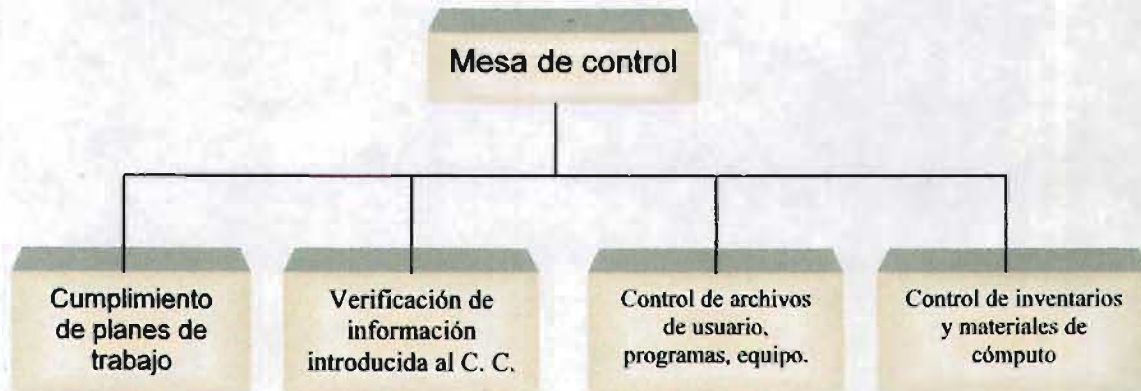 Mesa de control
Cumplimiento
de planes de
trabajo
Verificación de
información
introducida al C. C.
Control de archivos
de usuario,
programas, equipo.
Control de inventarios
y materiales de
cómputo